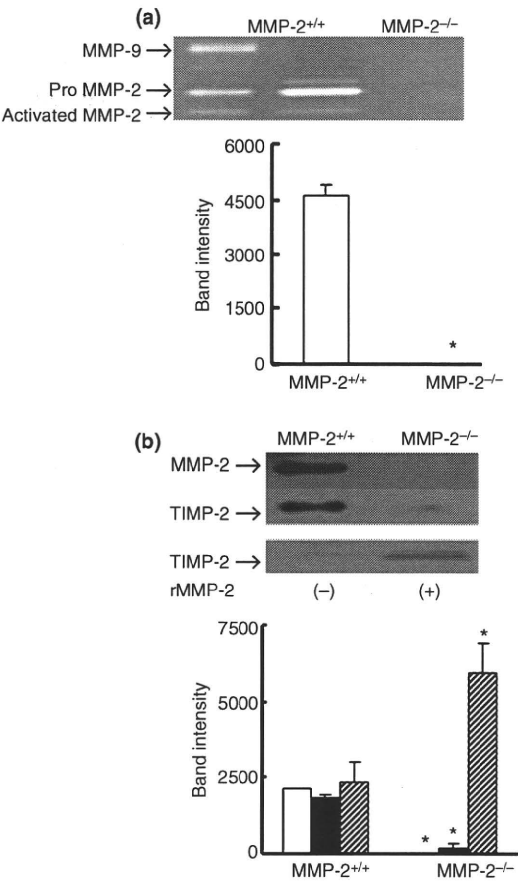 (a)
MMP-2+/+ MMP-2–/–
MMP-9
Pro MMP-2
Activated MMP-2
6000
4500
3000
1500
0
Band intensity
*
MMP-2+/+ MMP-2–/–
(b)
MMP-2+/+ MMP-2–/–
MMP-2
TIMP-2
TIMP-2
rMMP-2 (–) (+)
7500
5000
2500
0
Band intensity
*
*
*
MMP-2+/+ MMP-2–/–